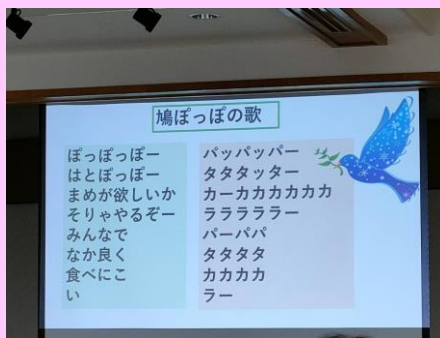 鳩ぽっぽの歌
ぽっぽっぽー
はとぽっぽー
まめが欲しいか
そりゃやるぞー
みんなで
なか良く
食べにこ
い
パッパッパー
タタタッター
カーカカカカカカ
ララララララー
パーパパ
タタタタ
カカカカ
ラー